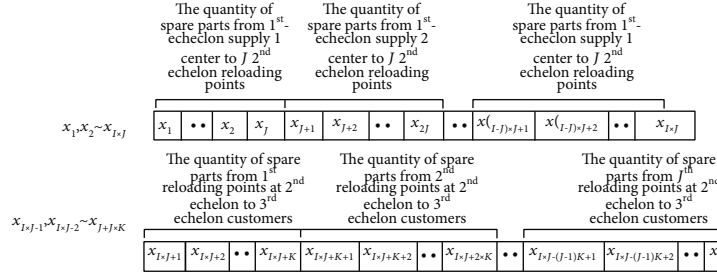 The quantity of
spare parts from 1st-
echeclon supply 1
center to J 2nd
echelon reloading
points
The quantity of
spare parts from 1st-
echeclon supply 2
center to J 2nd
echelon reloading
points
The quantity of
spare parts from 1st-
echeclon supply 1
center to J 2nd
echelon reloading
points
x1,x2~xI×J
x1 •• x2 xJ xJ+1 xJ+2 •• x2J •• x(I-J)×J+1 x(I-J)×J+2 •• xI×J
The quantity of spare
parts from 1st
reloading points at 2nd
echelon to 3rd
echelon customers
The quantity of spare
parts from 2nd
reloading points at 2nd
echelon to 3rd
echelon customers
The quantity of spare
parts from Jth
reloading points at 2nd
echelon to 3rd
echelon customers
xI×J-1,xI×J-2~xJ+J×K
xI×J+1 xI×J+2 •• xI×J+K xI×J+K+1 xI×J+K+2 •• xI×J+2×K •• xI×J-(J-1)K+1 xI×J-(J-1)K+2 ••